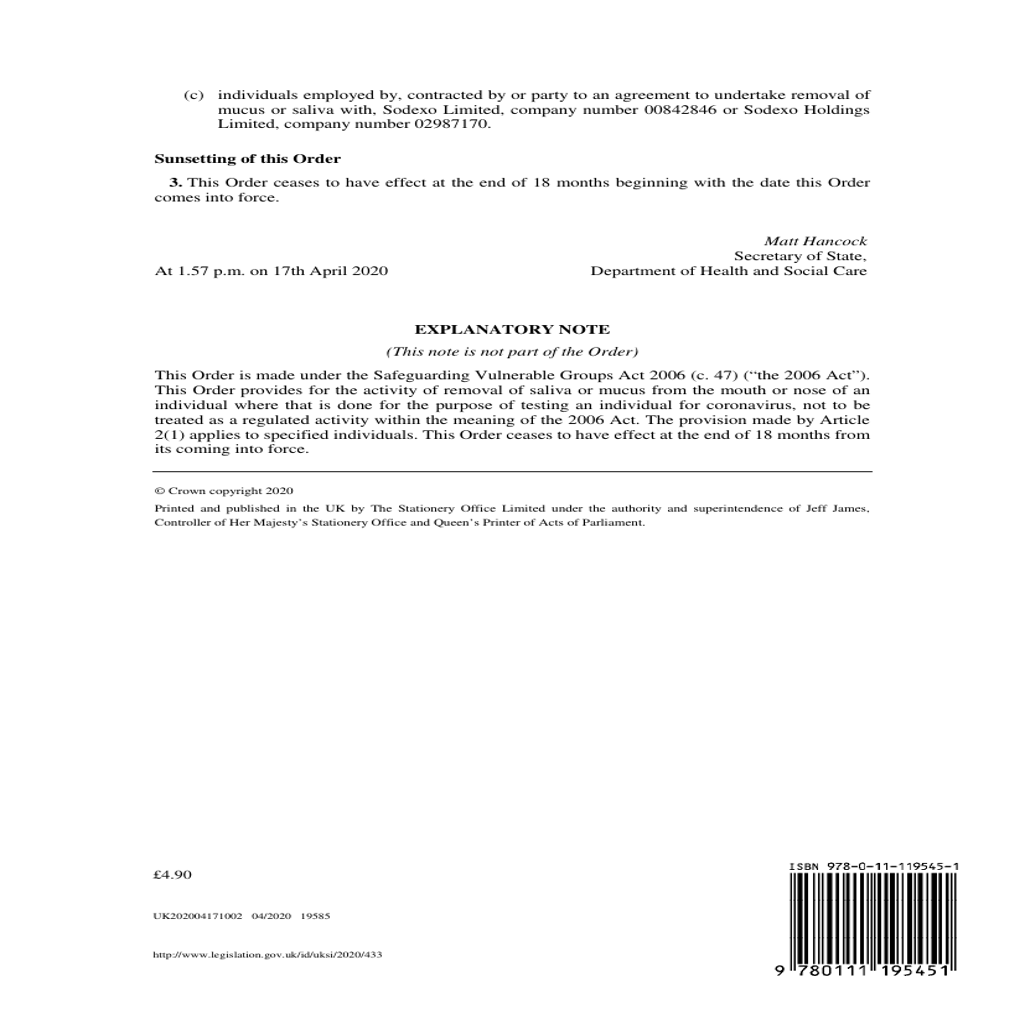 (c) individuals employed by, contracted by or party to an agreement to undertake removal of
mucus or saliva with, Sodexo Limited, company number 00842846 or Sodexo Holdings
Limited, company number 02987170.
Sunsetting of this Order
3. This Order ceases to have effect at the end of 18 months beginning with the date this Order
comes into force.
Matt Hancock
Secretary of State,
At 1.57 p.m. on 17th April 2020 Department of Health and Social Care
EXPLANATORY NOTE
(This note is not part of the Order)
This Order is made under the Safeguarding Vulnerable Groups Act 2006 (c. 47) (“the 2006 Act”).
This Order provides for the activity of removal of saliva or mucus from the mouth or nose of an
individual where that is done for the purpose of testing an individual for coronavirus, not to be
treated as a regulated activity within the meaning of the 2006 Act. The provision made by Article
2(1) applies to specified individuals. This Order ceases to have effect at the end of 18 months from
its coming into force.
© Crown copyright 2020
Printed and published in the UK by The Stationery Office Limited under the authority and superintendence of Jeff James,
Controller of Her Majesty’s Stationery Office and Queen’s Printer of Acts of Parliament.
£4.90
UK202004171002 04/2020 19585
http://www.legislation.gov.uk/id/uksi/2020/433
ISBN 978-0-11-119545-1
9 780111 195451